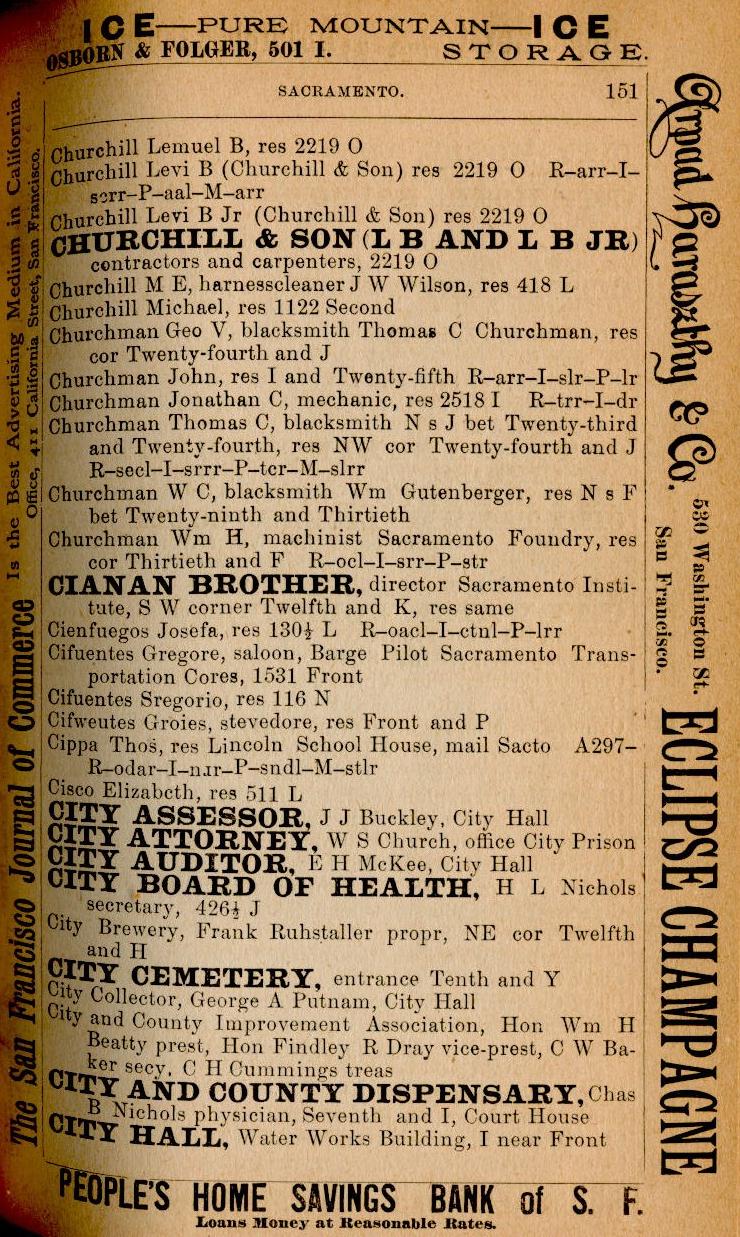 ICE—PURE MOUNTAIN—ICE
OSBORN & FOLGER, 501 I. STORAGE.
SACRAMENTO. 151
Churchill Lemuel B, res 2219 O
Churchill Levi B (Churchill & Son) res 2219 O R–arr–I–
sorr–P–aal–M–arr
Churchill Levi B Jr (Churchill & Son) res 2219 O
CHURCHILL & SON (L B AND L B JR)
contractors and carpenters, 2219 O
Churchill M E, harnesscleaner J W Wilson, res 418 L
Churchill Michael, res 1122 Second
Churchman Geo V, blacksmith Thomas C Churchman, res
cor Twenty-fourth and J
Churchman John, res I and Twenty-fifth R–arr–I–slr–P–lr
Churchman Jonathan C, mechanic, res 2518 I R–trr–I–dr
Churchman Thomas C, blacksmith N s J bet Twenty-third
and Twenty-fourth, res NW cor Twenty-fourth and J
R–secl–I–srrr–P–tcr–M–slrr
Churchman W C, blacksmith Wm Gutenberger, res N s F
bet Twenty-ninth and Thirtieth
Churchman Wm H, machinist Sacramento Foundry, res
cor Thirtieth and F R–ocl–I–srr–P–str
CIANAN BROTHER, director Sacramento Insti-
tute, S W corner Twelfth and K, res same
Cienfuegos Josefa, res 130½ L R–oacl–I–ctnl–P–lrr
Cifuentes Gregore, saloon, Barge Pilot Sacramento Trans-
portation Cores, 1531 Front
Cifuentes Sregorio, res 116 N
Cifweutes Groies, stevedore, res Front and P
Cippa Thos, res Lincoln School House, mail Sacto A297–
R–odar–I–nar–P–sndl–M–stlr
Cisco Elizabeth, res 511 L
CITY ASSESSOR, J J Buckley, City Hall
CITY ATTORNEY, W S Church, office City Prison
CITY AUDITOR, E H McKee, City Hall
CITY BOARD OF HEALTH, H L Nichols
secretary, 426½ J
City Brewery, Frank Ruhstaller propr, NE cor Twelfth
and H
CITY CEMETERY, entrance Tenth and Y
City Collector, George A Putnam, City Hall
City and County Improvement Association, Hon Wm H
Beatty prest, Hon Findley R Dray vice-prest, C W Ba-
ker secy, C H Cummings treas
CITY AND COUNTY DISPENSARY, Chas
B Nichols physician, Seventh and I, Court House
CITY HALL, Water Works Building, I near Front
PEOPLE'S HOME SAVINGS BANK of S. F.
Loans Money at Reasonable Rates.
The San Francisco Journal of Commerce Is the Best Advertising Medium in California.
Office, 411 California Street, San Francisco.
Arpad Haraszthy & Co. 530 Washington St. San Francisco. ECLIPSE CHAMPAGNE